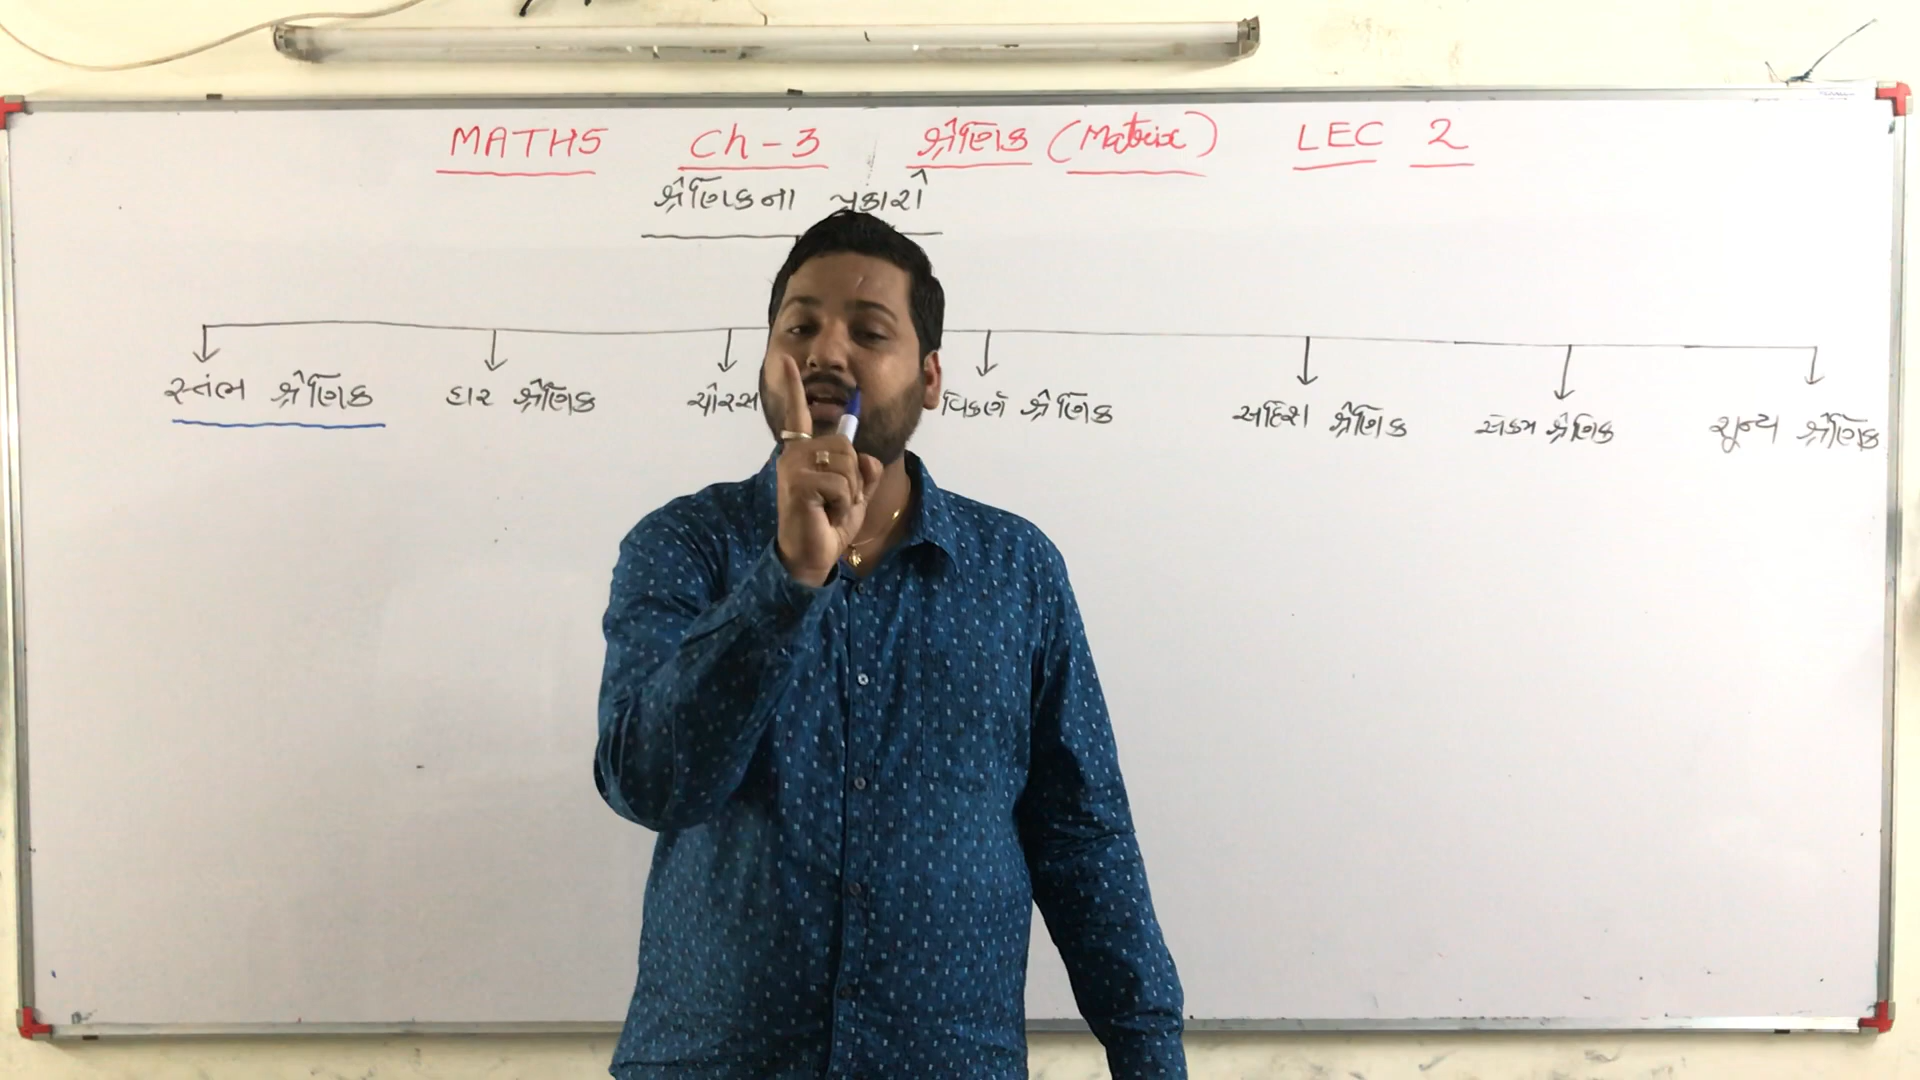 MATHS Ch-3 શ્રેણિક (Matrix) LEC 2
શ્રેણિકના પ્રકારો
સ્તંભ શ્રેણિક હાર શ્રેણિક ચોરસ વિકર્ણ શ્રેણિક અદિશ શ્રેણિક એકમ શ્રેણિક શૂન્ય શ્રેણિક